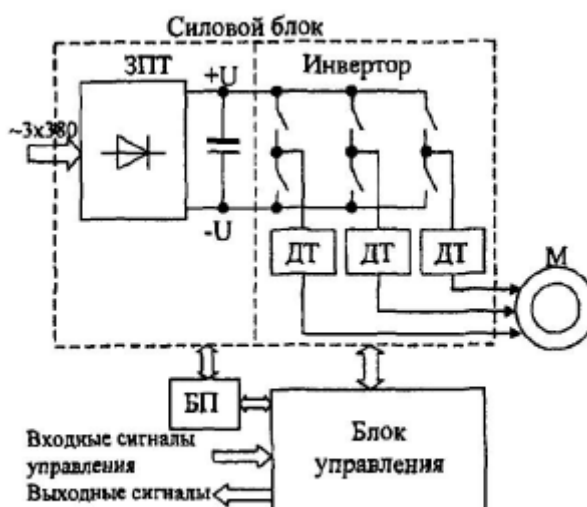 Силовой блок
ЗПТ
+U
Инвертор
~3x380
-U
ДТ
ДТ
ДТ
М
БП
Блок
управления
Входные сигналы
управления
Выходные сигналы